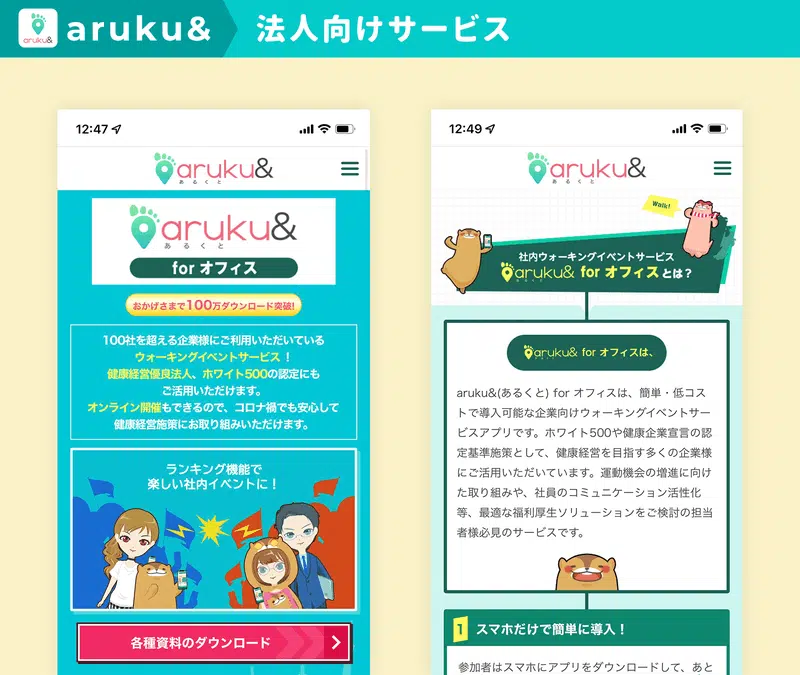 aruku&
aruku& 法人向けサービス
12:47
aruku&
あるくと
aruku&
あるくと
for オフィス
おかげさまで100万ダウンロード突破!
100社を超える企業様にご利用いただいている
ウォーキングイベントサービス！
健康経営優良法人、ホワイト500の認定にも
ご活用いただけます。
オンライン開催もできるので、コロナ禍でも安心して
健康経営施策にお取り組みいただけます。
ランキング機能で
楽しい社内イベントに！
各種資料のダウンロード
12:49
aruku&
あるくと
Walk!
社内ウォーキングイベントサービス
aruku& for オフィスとは？
aruku& for オフィスは、
aruku&(あるくと) for オフィスは、簡単・低コス
トで導入可能な企業向けウォーキングイベントサー
ビスアプリです。ホワイト500や健康企業宣言の認
定基準施策として、健康経営を目指す多くの企業様
にご活用いただいています。運動機会の増進に向け
た取り組みや、社員のコミュニケーション活性化
等、最適な福利厚生ソリューションをご検討の担当
者様必見のサービスです。
1 スマホだけで簡単に導入！
参加者はスマホにアプリをダウンロードして、あと